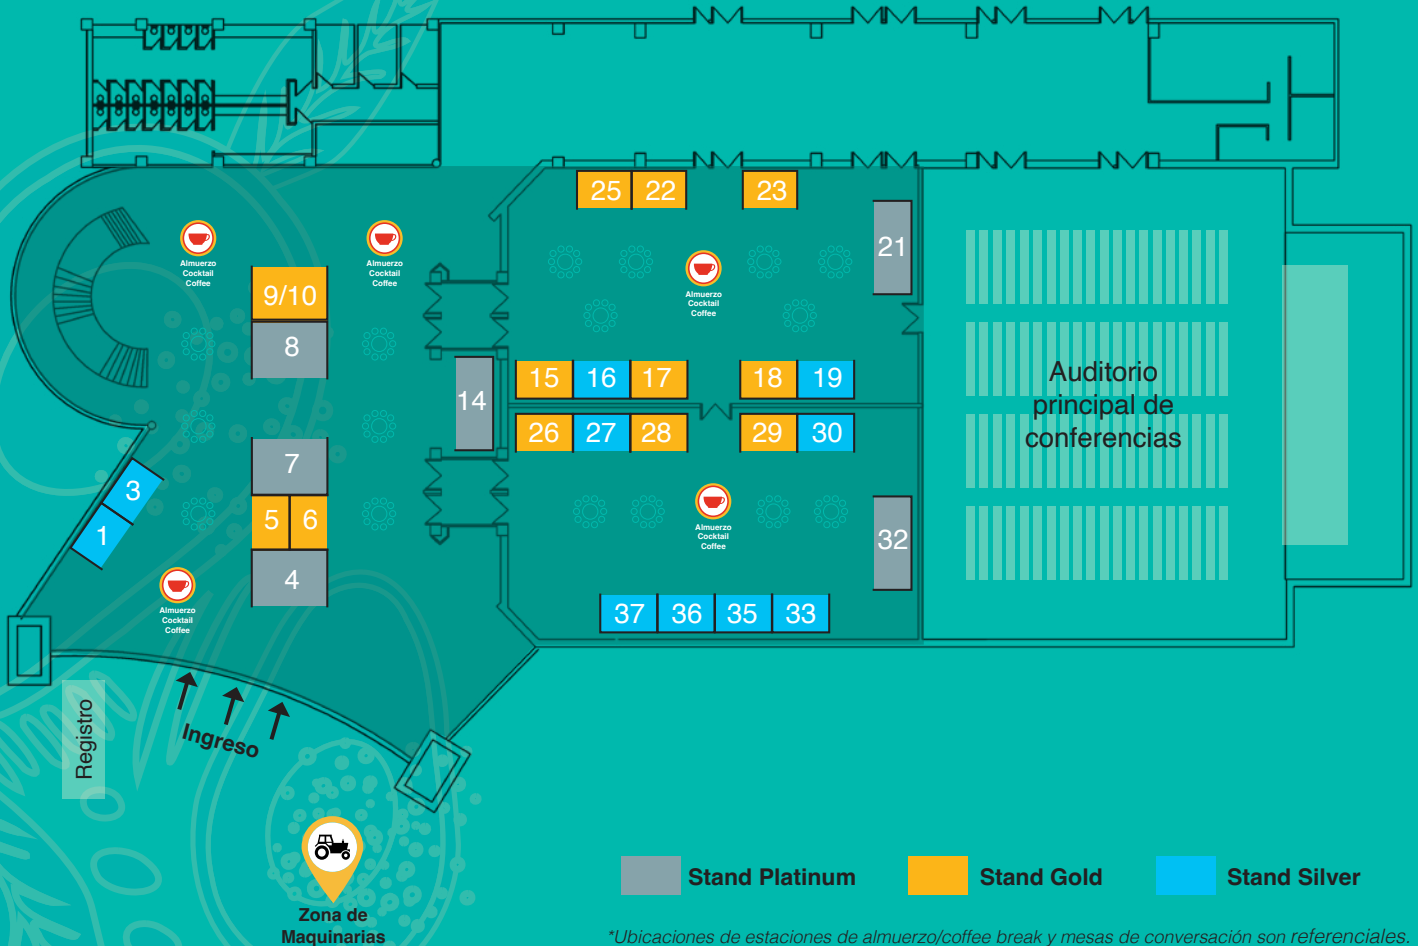 25
22
23
21
Almuerzo
Cocktail
Coffee
Almuerzo
Cocktail
Coffee
Almuerzo
Cocktail
Coffee
9/10
8
14
15
16
17
18
19
Auditorio
principal de
conferencias
26
27
28
29
30
7
3
1
5
6
4
Almuerzo
Cocktail
Coffee
32
Almuerzo
Cocktail
Coffee
37
36
35
33
Registro
Ingreso
Zona de
Maquinarias
Stand Platinum
Stand Gold
Stand Silver
*Ubicaciones de estaciones de almuerzo/coffee break y mesas de conversación son referenciales.